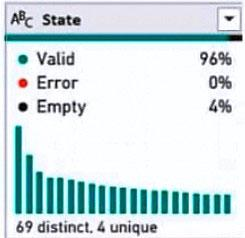 ABC State
Valid 96%
Error 0%
Empty 4%
69 distinct, 4 unique